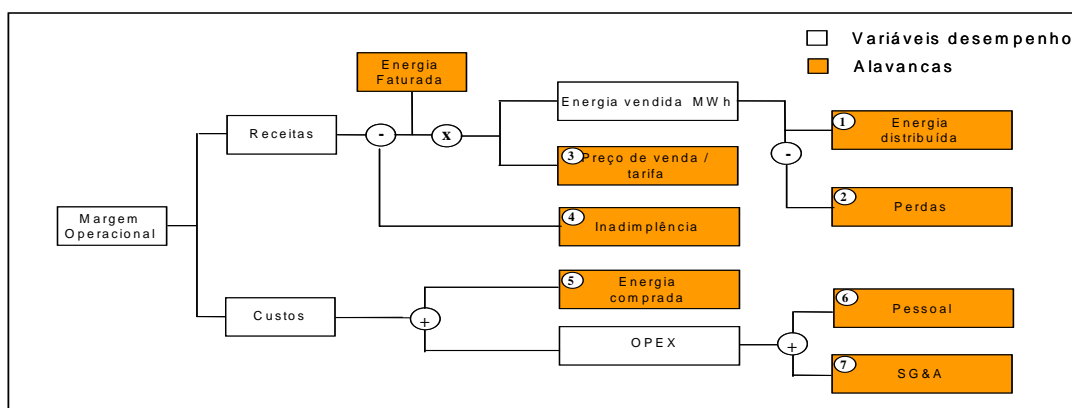 Variáveis desempenho
Alavancas
Energia
Faturada
Energia vendida MWh
1
Energia
distribuída
Receitas
-
x
-
3
Preço de venda /
tarifa
2
Perdas
4
Inadimplência
Margem
Operacional
5
Energia
comprada
6
Pessoal
Custos
+
OPEX
+
7
SG&A